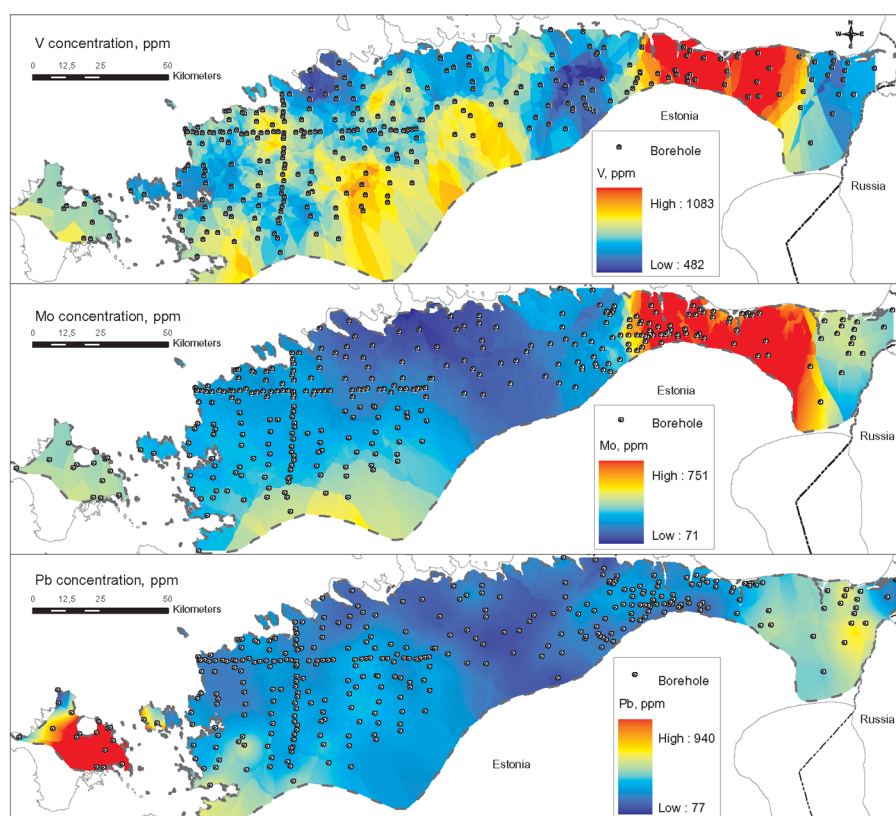 V concentration, ppm
0 12,5 25 50
Kilometers
N
W E
S
Estonia
Russia
Borehole
V, ppm
High : 1083
Low : 482
Mo concentration, ppm
0 12,5 25 50
Kilometers
Estonia
Russia
Borehole
Mo, ppm
High : 751
Low : 71
Pb concentration, ppm
0 12,5 25 50
Kilometers
Estonia
Russia
Borehole
Pb, ppm
High : 940
Low : 77